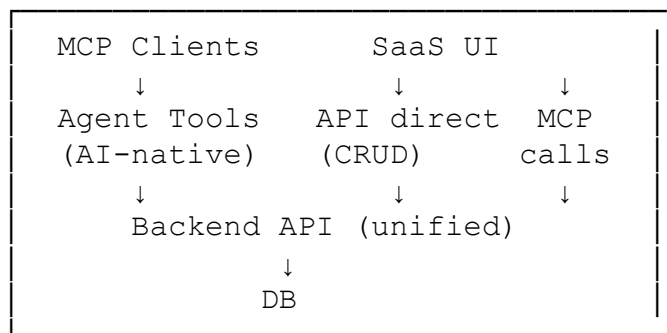 MCP Clients SaaS UI
↓ ↓ ↓
Agent Tools API direct MCP
(AI-native) (CRUD) calls
↓ ↓ ↓
Backend API (unified)
↓
DB